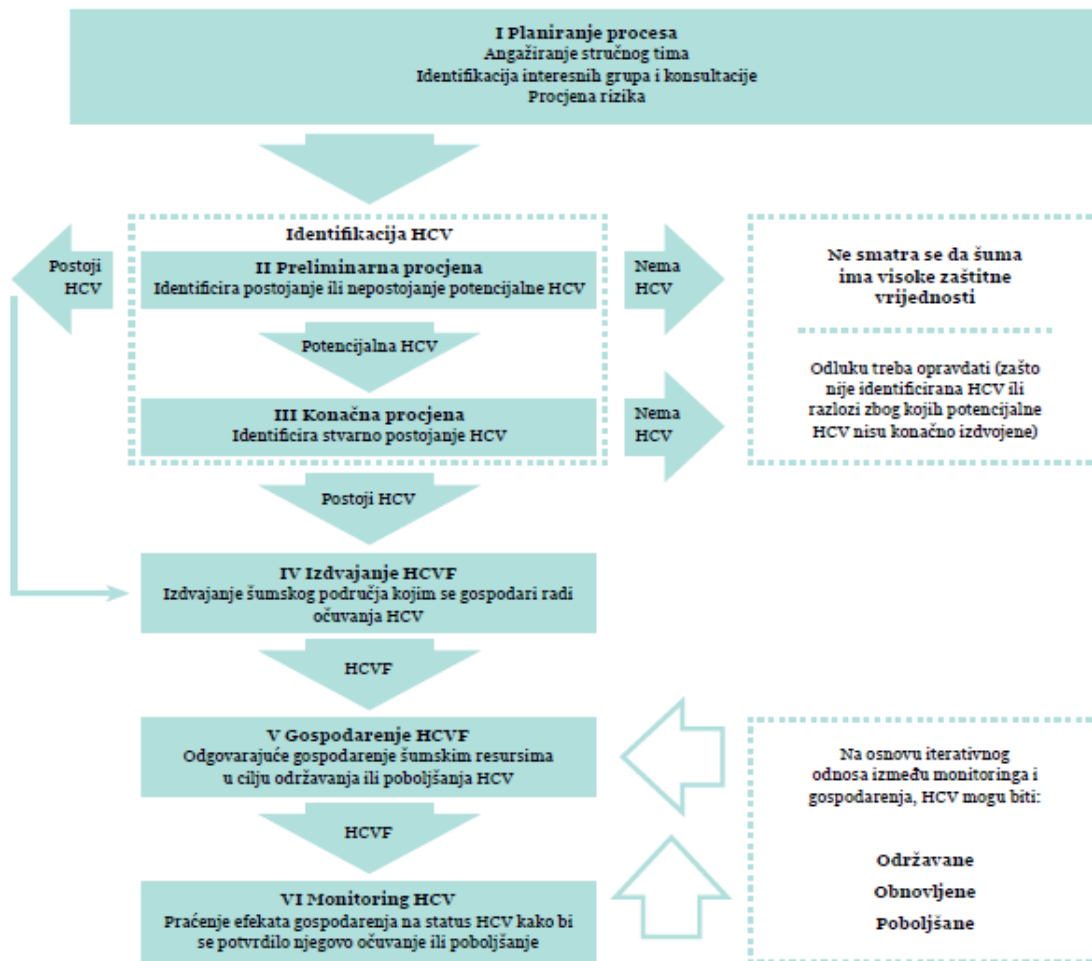 I Planiranje procesa
Angažiranje stručnog tima
Identifikacija interesnih grupa i konsultacije
Procjena rizika
Identifikacija HCV
II Preliminarna procjena
Identificira postojanje ili nepostojanje potencijalne HCV
Postoji
HCV
Nema
HCV
Ne smatra se da šuma
ima visoke zaštitne
vrijednosti
Potencijalna HCV
III Konačna procjena
Identificira stvarno postojanje HCV
Nema
HCV
Odluku treba opravdati (zašto
nije identificirana HCV ili
razlozi zbog kojih potencijalne
HCV nisu konačno izdvojene)
Postoji HCV
IV Izdvajanje HCVF
Izdvajanje šumskog područja kojim se gospodari radi
očuvanja HCV
HCVF
V Gospodarenje HCVF
Odgovarajuće gospodarenje šumskim resursima
u cilju održavanja ili poboljšanja HCV
HCVF
VI Monitoring HCV
Praćenje efekata gospodarenja na status HCV kako bi
se potvrdilo njegovo očuvanje ili poboljšanje
Na osnovu iterativnog
odnosa između monitoringa i
gospodarenja, HCV mogu biti:
Održavane
Obnovljene
Poboljšane